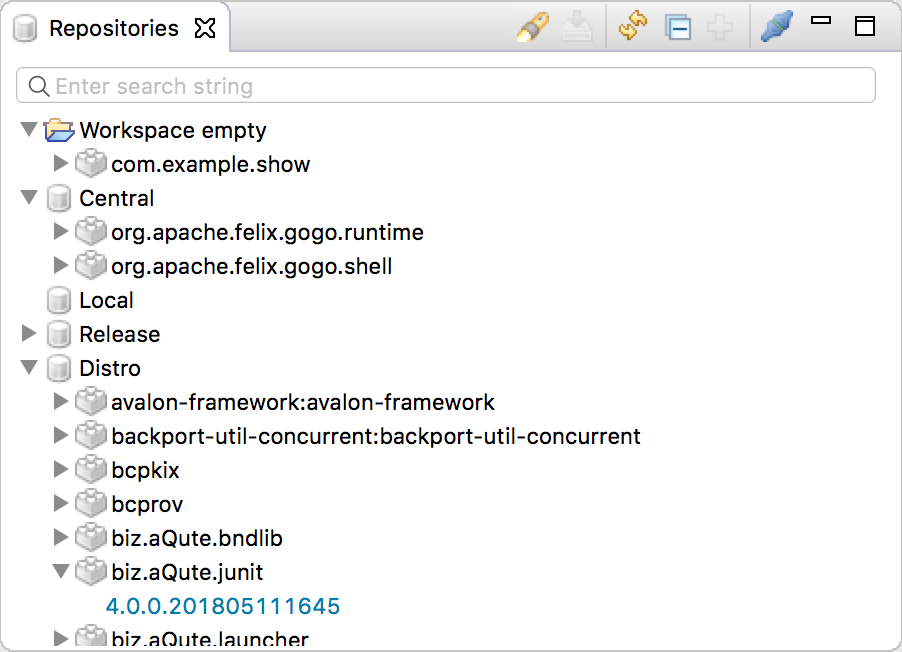 Repositories
Enter search string
Workspace empty
com.example.show
Central
org.apache.felix.gogo.runtime
org.apache.felix.gogo.shell
Local
Release
Distro
avalon-framework:avalon-framework
backport-util-concurrent:backport-util-concurrent
bcpkix
bcprov
biz.aQute.bndlib
biz.aQute.junit
4.0.0.201805111645
biz.aQute.launcher